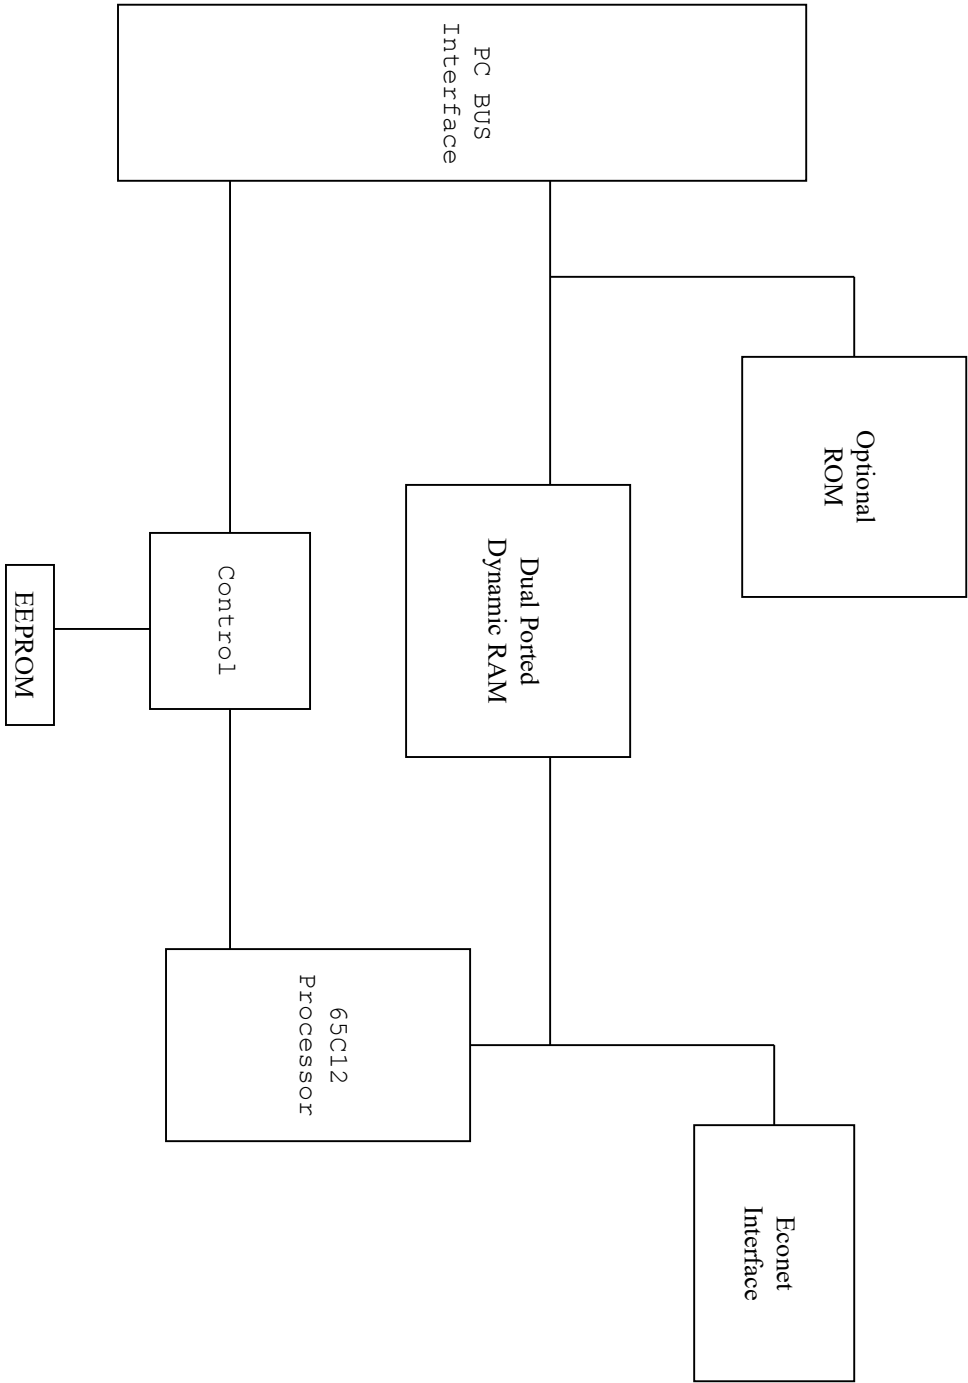 PC BUS
Interface
Optional
ROM
Dual Ported
Dynamic RAM
Control
EEPROM
65C12
Processor
Econet
Interface